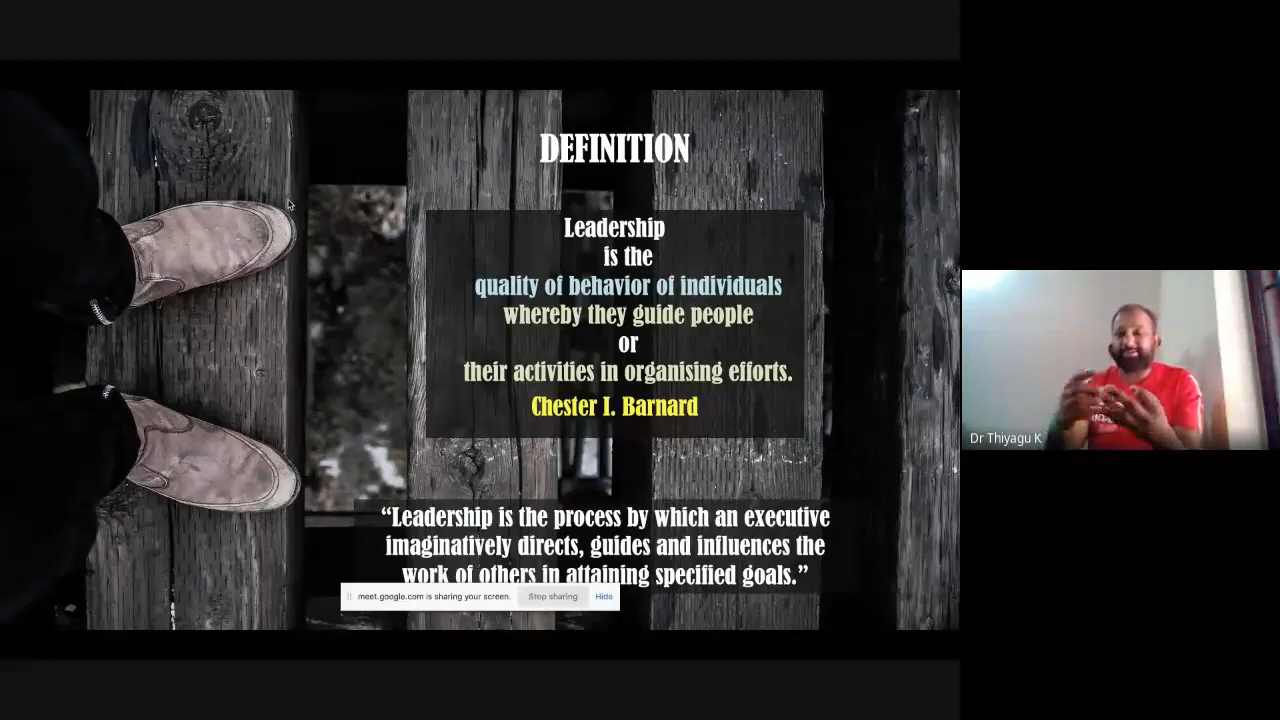 DEFINITION
Leadership
is the
quality of behavior of individuals
whereby they guide people
or
their activities in organising efforts.
Chester I. Barnard
“Leadership is the process by which an executive
imaginatively directs, guides and influences the
work of others in attaining specified goals.”
meet.google.com is sharing your screen. Stop sharing Hide
Dr Thiyagu K